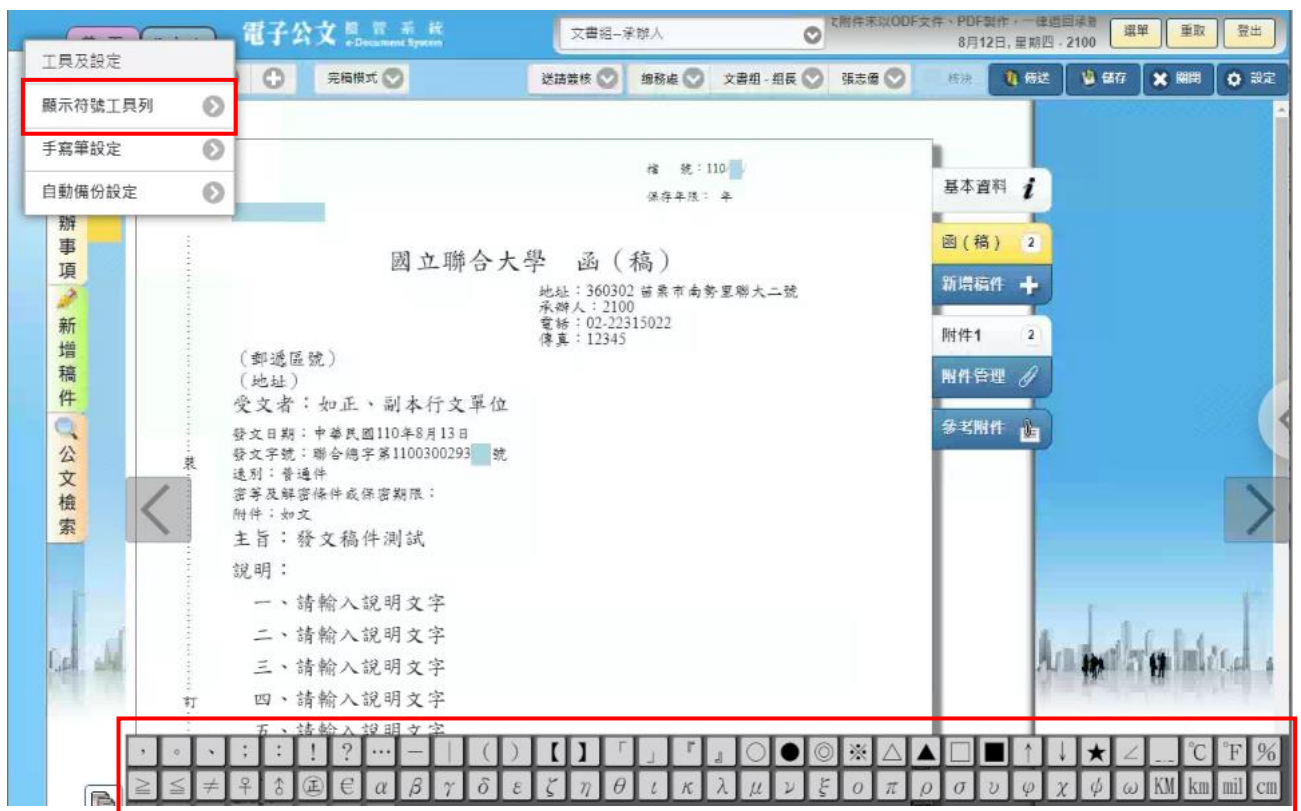 電子公文 檔管系統
e-Document System
文書組─承辦人
8月12日, 星期四 - 2100
選單
重取
登出
工具及設定
顯示符號工具列
手寫筆設定
自動備份設定
完稿模式
送請簽核
總務處
文書組 - 組長
張志偉
核決
傳送
儲存
關閉
設定
檔 號：110/ /
保存年限： 年
基本資料
函（稿） 2
新增稿件
附件1 2
附件管理
參考附件
辦事項
新增稿件
公文檢索
國立聯合大學 函（稿）
地址：360302 苗栗市南勢里聯大二號
承辦人：2100
電話：02-22315022
傳真：12345
（郵遞區號）
（地址）
受文者：如正、副本行文單位
發文日期：中華民國110年8月13日
發文字號：聯合總字第1100300293 號
速別：普通件
密等及解密條件或保密期限：
附件：如文
主旨：發文稿件測試
說明：
一、請輸入說明文字
二、請輸入說明文字
三、請輸入說明文字
四、請輸入說明文字
五、請輸入說明文字
裝
訂
， 。 、 ； ： ！ ？ … — ｜ （ ） 【 】 「 」 『 』 ○ ● ◎ ※ △ ▲ □ ■ ↑ ↓ ★ ∠ ﹍ ℃ ℉ %
≧ ≦ ≠ ♀ ♂ ㊣ € α β γ δ ε ζ η θ ι κ λ μ ν ξ ο π ρ σ υ φ χ ϕ ω KM km mil cm